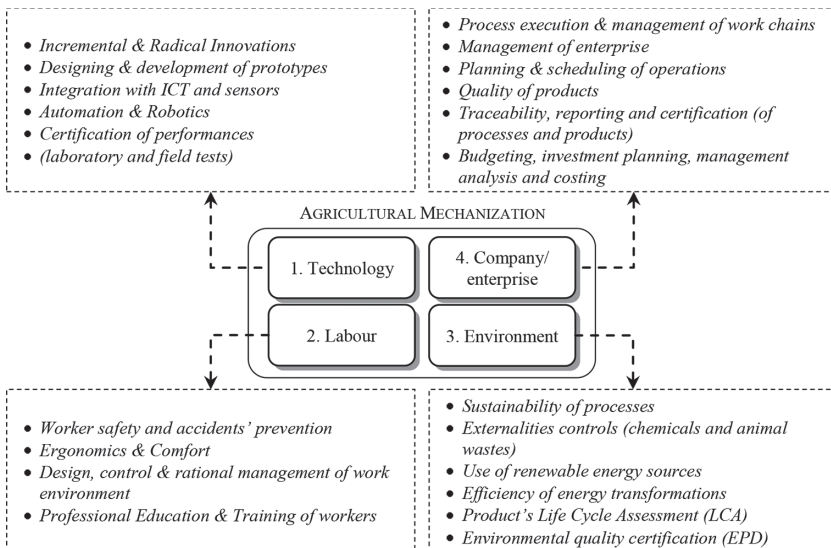 • Incremental & Radical Innovations
• Designing & development of prototypes
• Integration with ICT and sensors
• Automation & Robotics
• Certification of performances
• (laboratory and field tests)
• Process execution & management of work chains
• Management of enterprise
• Planning & scheduling of operations
• Quality of products
• Traceability, reporting and certification (of
processes and products)
• Budgeting, investment planning, management
analysis and costing
AGRICULTURAL MECHANIZATION
1. Technology
4. Company/
enterprise
2. Labour
3. Environment
• Worker safety and accidents’ prevention
• Ergonomics & Comfort
• Design, control & rational management of work
environment
• Professional Education & Training of workers
• Sustainability of processes
• Externalities controls (chemicals and animal
wastes)
• Use of renewable energy sources
• Efficiency of energy transformations
• Product’s Life Cycle Assessment (LCA)
• Environmental quality certification (EPD)